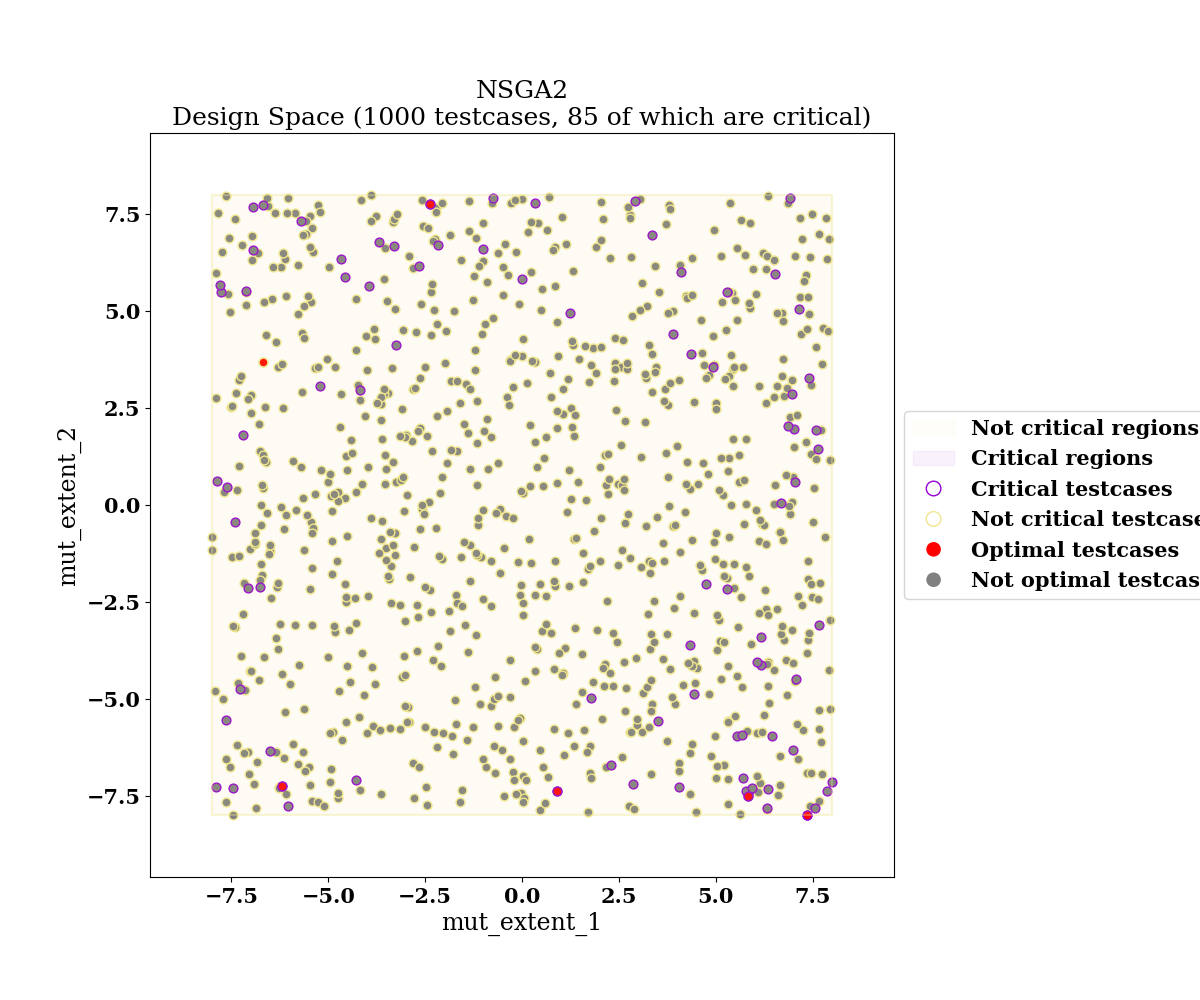 NSGA2
Design Space (1000 testcases, 85 of which are critical)
7.5
5.0
2.5
0.0
−2.5
−5.0
−7.5
mut_extent_2
−7.5 −5.0 −2.5 0.0 2.5 5.0 7.5
mut_extent_1
Not critical regions
Critical regions
Critical testcases
Not critical testcase
Optimal testcases
Not optimal testcas